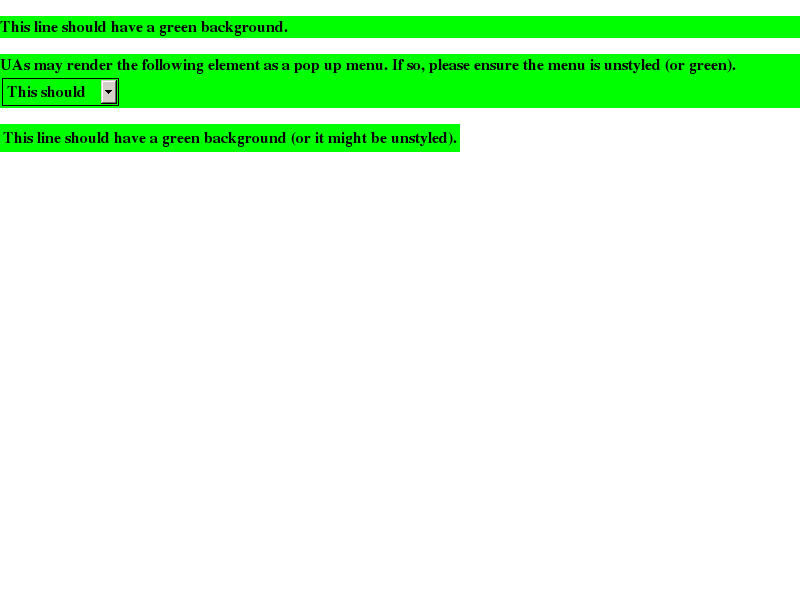 This line should have a green background.
UAs may render the following element as a pop up menu. If so, please ensure the menu is unstyled (or green).
This should
This line should have a green background (or it might be unstyled).